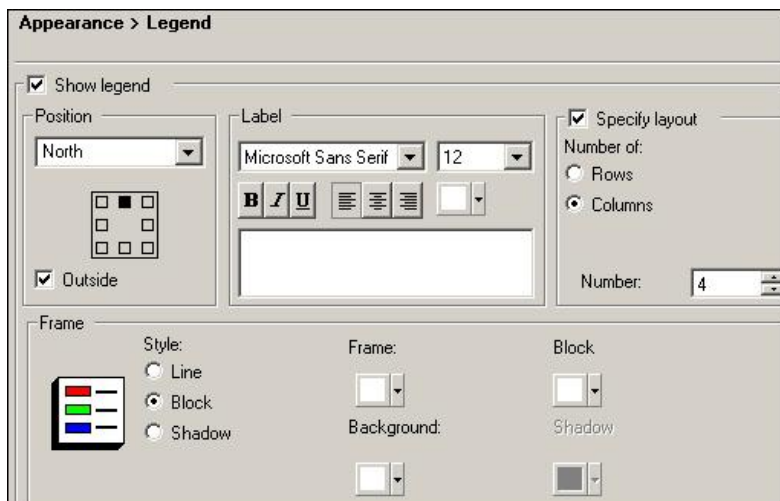 Appearance > Legend
Show legend
Position
North
Outside
Label
Microsoft Sans Serif
12
B I U
Specify layout
Number of:
Rows
Columns
Number:
4
Frame
Style:
Line
Block
Shadow
Frame:
Background:
Block
Shadow